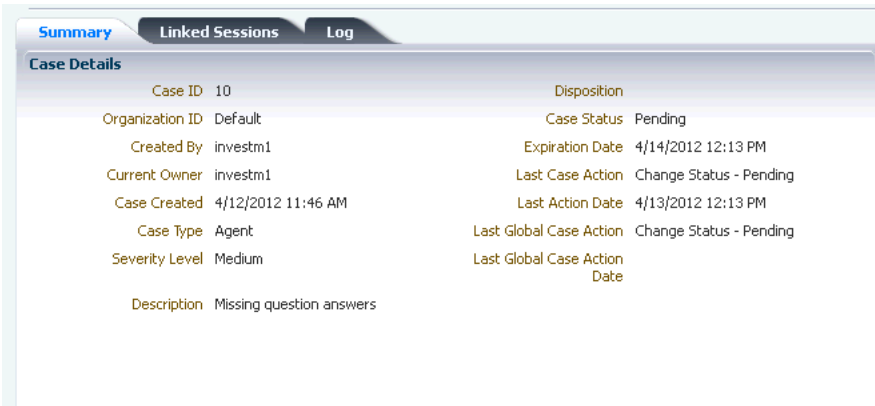 Summary Linked Sessions Log
Case Details
Case ID 10 Disposition
Organization ID Default Case Status Pending
Created By investm1 Expiration Date 4/14/2012 12:13 PM
Current Owner investm1 Last Case Action Change Status - Pending
Case Created 4/12/2012 11:46 AM Last Action Date 4/13/2012 12:13 PM
Case Type Agent Last Global Case Action Change Status - Pending
Severity Level Medium Last Global Case Action
Date
Description Missing question answers